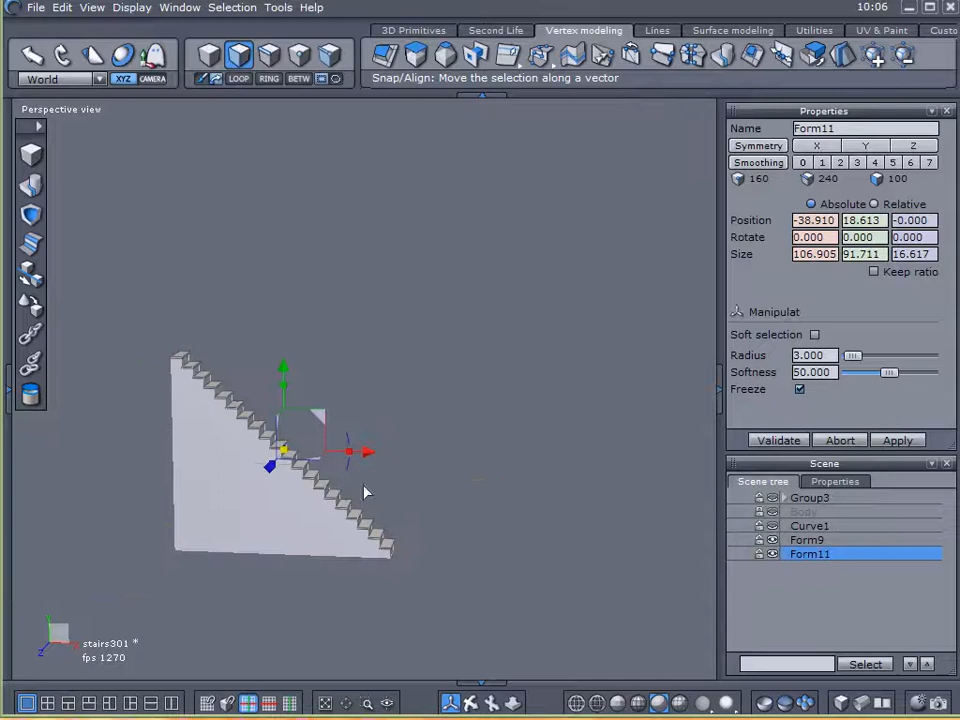 File Edit View Display Window Selection Tools Help 10:06
3D Primitives Second Life Vertex modeling Lines Surface modeling Utilities UV & Paint Custo
World XYZ CAMERA LOOP RING BETW Snap/Align: Move the selection along a vector
Perspective view
Properties
Name Form11
Symmetry X Y Z
Smoothing 0 1 2 3 4 5 6 7
160 240 100
Absolute Relative
Position -38.910 18.613 -0.000
Rotate 0.000 0.000 0.000
Size 106.905 91.711 16.617
Keep ratio
Manipulat
Soft selection
Radius 3.000
Softness 50.000
Freeze
Validate Abort Apply
Scene
Scene tree Properties
Group3
Body
Curve1
Form9
Form11
Select
Y
X
Z
stairs301 *
fps 1270